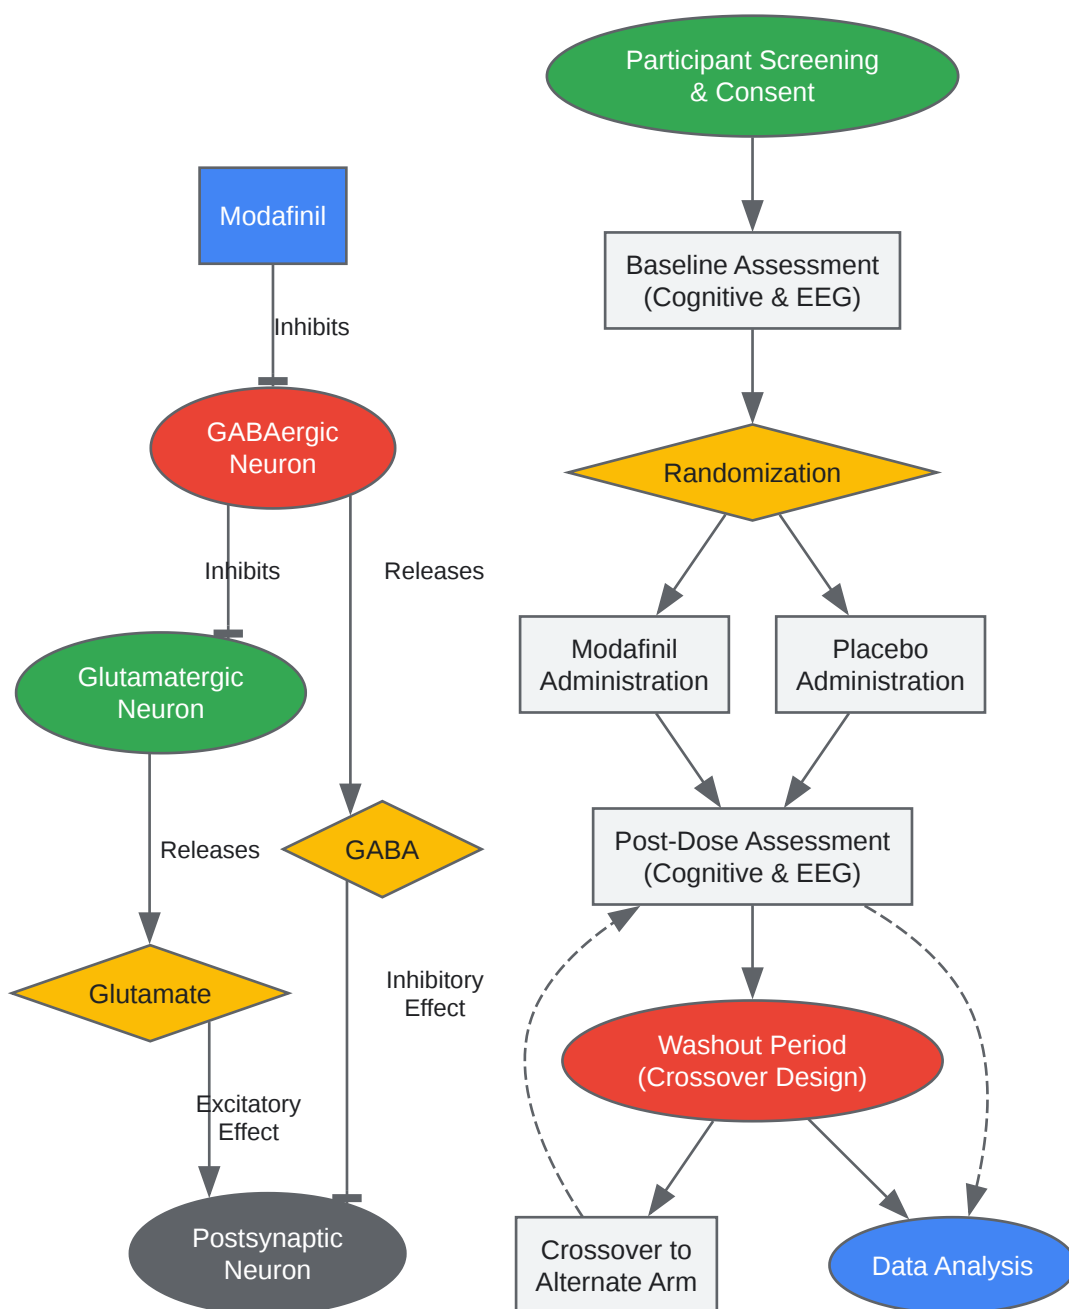 Modafinil
Inhibits
GABAergic
Neuron
Inhibits
Releases
Glutamatergic
Neuron
Releases
GABA
Glutamate
Inhibitory
Effect
Excitatory
Effect
Postsynaptic
Neuron
Participant Screening
& Consent
Baseline Assessment
(Cognitive & EEG)
Randomization
Modafinil
Administration
Placebo
Administration
Post-Dose Assessment
(Cognitive & EEG)
Washout Period
(Crossover Design)
Crossover to
Alternate Arm
Data Analysis